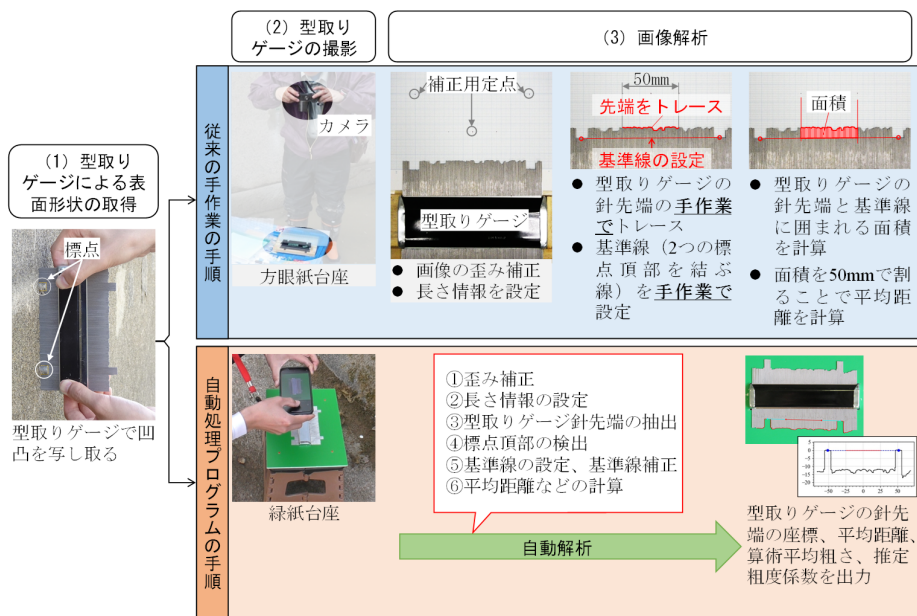 （1）型取り
ゲージによる表
面形状の取得
標点
型取りゲージで凹
凸を写し取る
（2）型取り
ゲージの撮影
（3）画像解析
従来の手作業の手順
カメラ
方眼紙台座
補正用定点
型取りゲージ
● 画像の歪み補正
● 長さ情報を設定
50mm
先端をトレース
基準線の設定
● 型取りゲージの
針先端の手作業
でトレース
● 基準線（2つの標
点頂部を結ぶ
線）を手作業で
設定
面積
● 型取りゲージの
針先端と基準線
に囲まれる面積
を計算
● 面積を50mmで割
ることで平均距
離を計算
自動処理プログラムの手順
緑紙台座
①歪み補正
②長さ情報の設定
③型取りゲージ針先端の抽出
④標点頂部の検出
⑤基準線の設定、基準線補正
⑥平均距離などの計算
自動解析
5
0
-5
-10
-15
-20
-50 -25 0 25 50
型取りゲージの針先
端の座標、平均距離、
算術平均粗さ、推定
粗度係数を出力